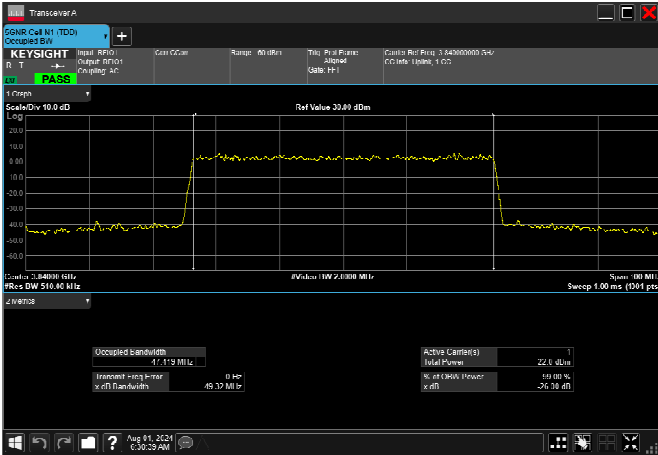 Transceiver A
5GNR Cell N1 (TDD)
Occupied BW
KEYSIGHT
R T
PASS
Input: RFIO1
Output: RFIO1
Coupling: AC
Corr CCorr
Range: -60 dBm
Trig: Prot Frame
Aligned
Gate: FFT
Carrier Ref Freq: 3.840000000 GHz
CC Info: Uplink, 1 CC
1 Graph
Scale/Div 10.0 dB
Ref Value 30.00 dBm
Log
20.0
10.0
0.00
-10.0
-20.0
-30.0
-40.0
-50.0
-60.0
Center 3.84000 GHz
#Video BW 2.0000 MHz
Span 100 MHz
#Res BW 510.00 kHz
Sweep 1.00 ms (1001 pts
2 Metrics
Occupied Bandwidth
47.419 MHz
Transmit Freq Error
0 Hz
x dB Bandwidth
49.32 MHz
Active Carrier(s)
1
Total Power
22.0 dBm
% of OBW Power
99.00 %
x dB
-26.00 dB
?
Aug 01, 2024
6:30:39 AM